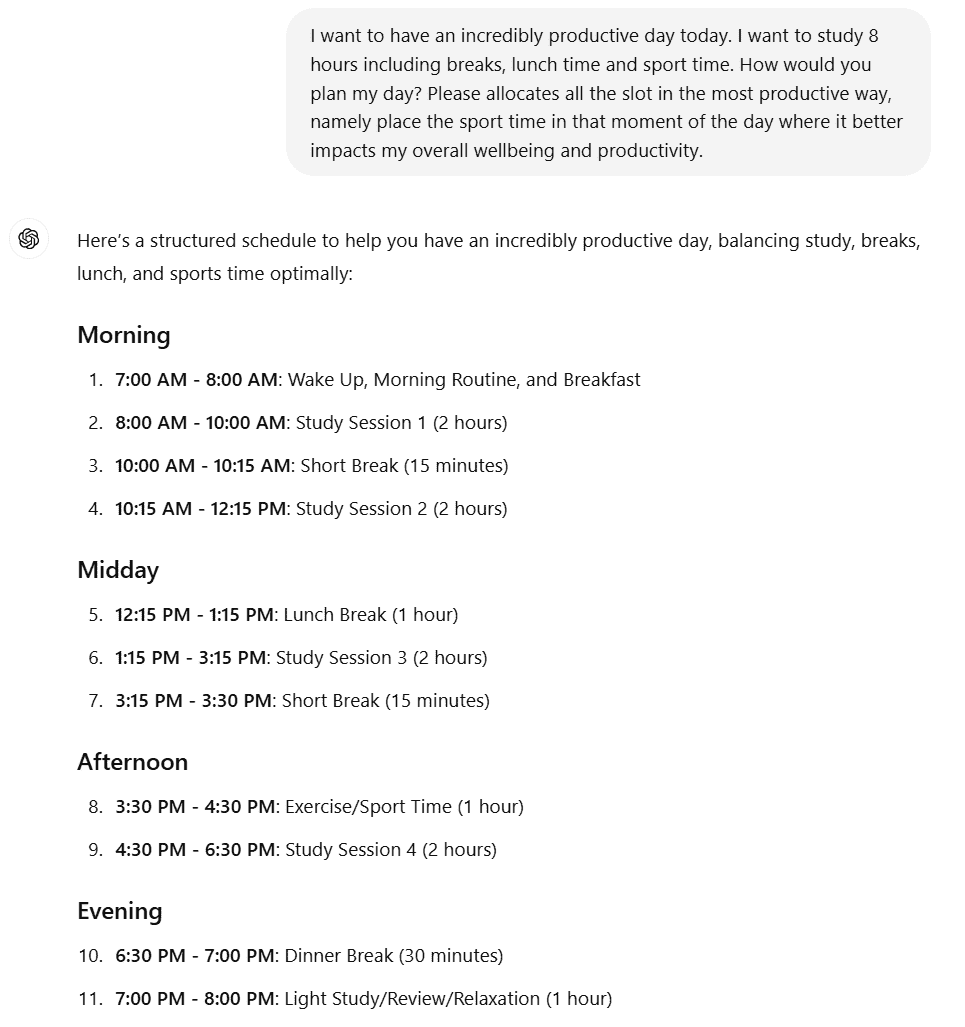 I want to have an incredibly productive day today. I want to study 8
hours including breaks, lunch time and sport time. How would you
plan my day? Please allocates all the slot in the most productive way,
namely place the sport time in that moment of the day where it better
impacts my overall wellbeing and productivity.
Here's a structured schedule to help you have an incredibly productive day, balancing study, breaks,
lunch, and sports time optimally:
Morning
1. 7:00 AM - 8:00 AM: Wake Up, Morning Routine, and Breakfast
2. 8:00 AM - 10:00 AM: Study Session 1 (2 hours)
3. 10:00 AM - 10:15 AM: Short Break (15 minutes)
4. 10:15 AM - 12:15 PM: Study Session 2 (2 hours)
Midday
5. 12:15 PM - 1:15 PM: Lunch Break (1 hour)
6. 1:15 PM - 3:15 PM: Study Session 3 (2 hours)
7. 3:15 PM - 3:30 PM: Short Break (15 minutes)
Afternoon
8. 3:30 PM - 4:30 PM: Exercise/Sport Time (1 hour)
9. 4:30 PM - 6:30 PM: Study Session 4 (2 hours)
Evening
10. 6:30 PM - 7:00 PM: Dinner Break (30 minutes)
11. 7:00 PM - 8:00 PM: Light Study/Review/Relaxation (1 hour)